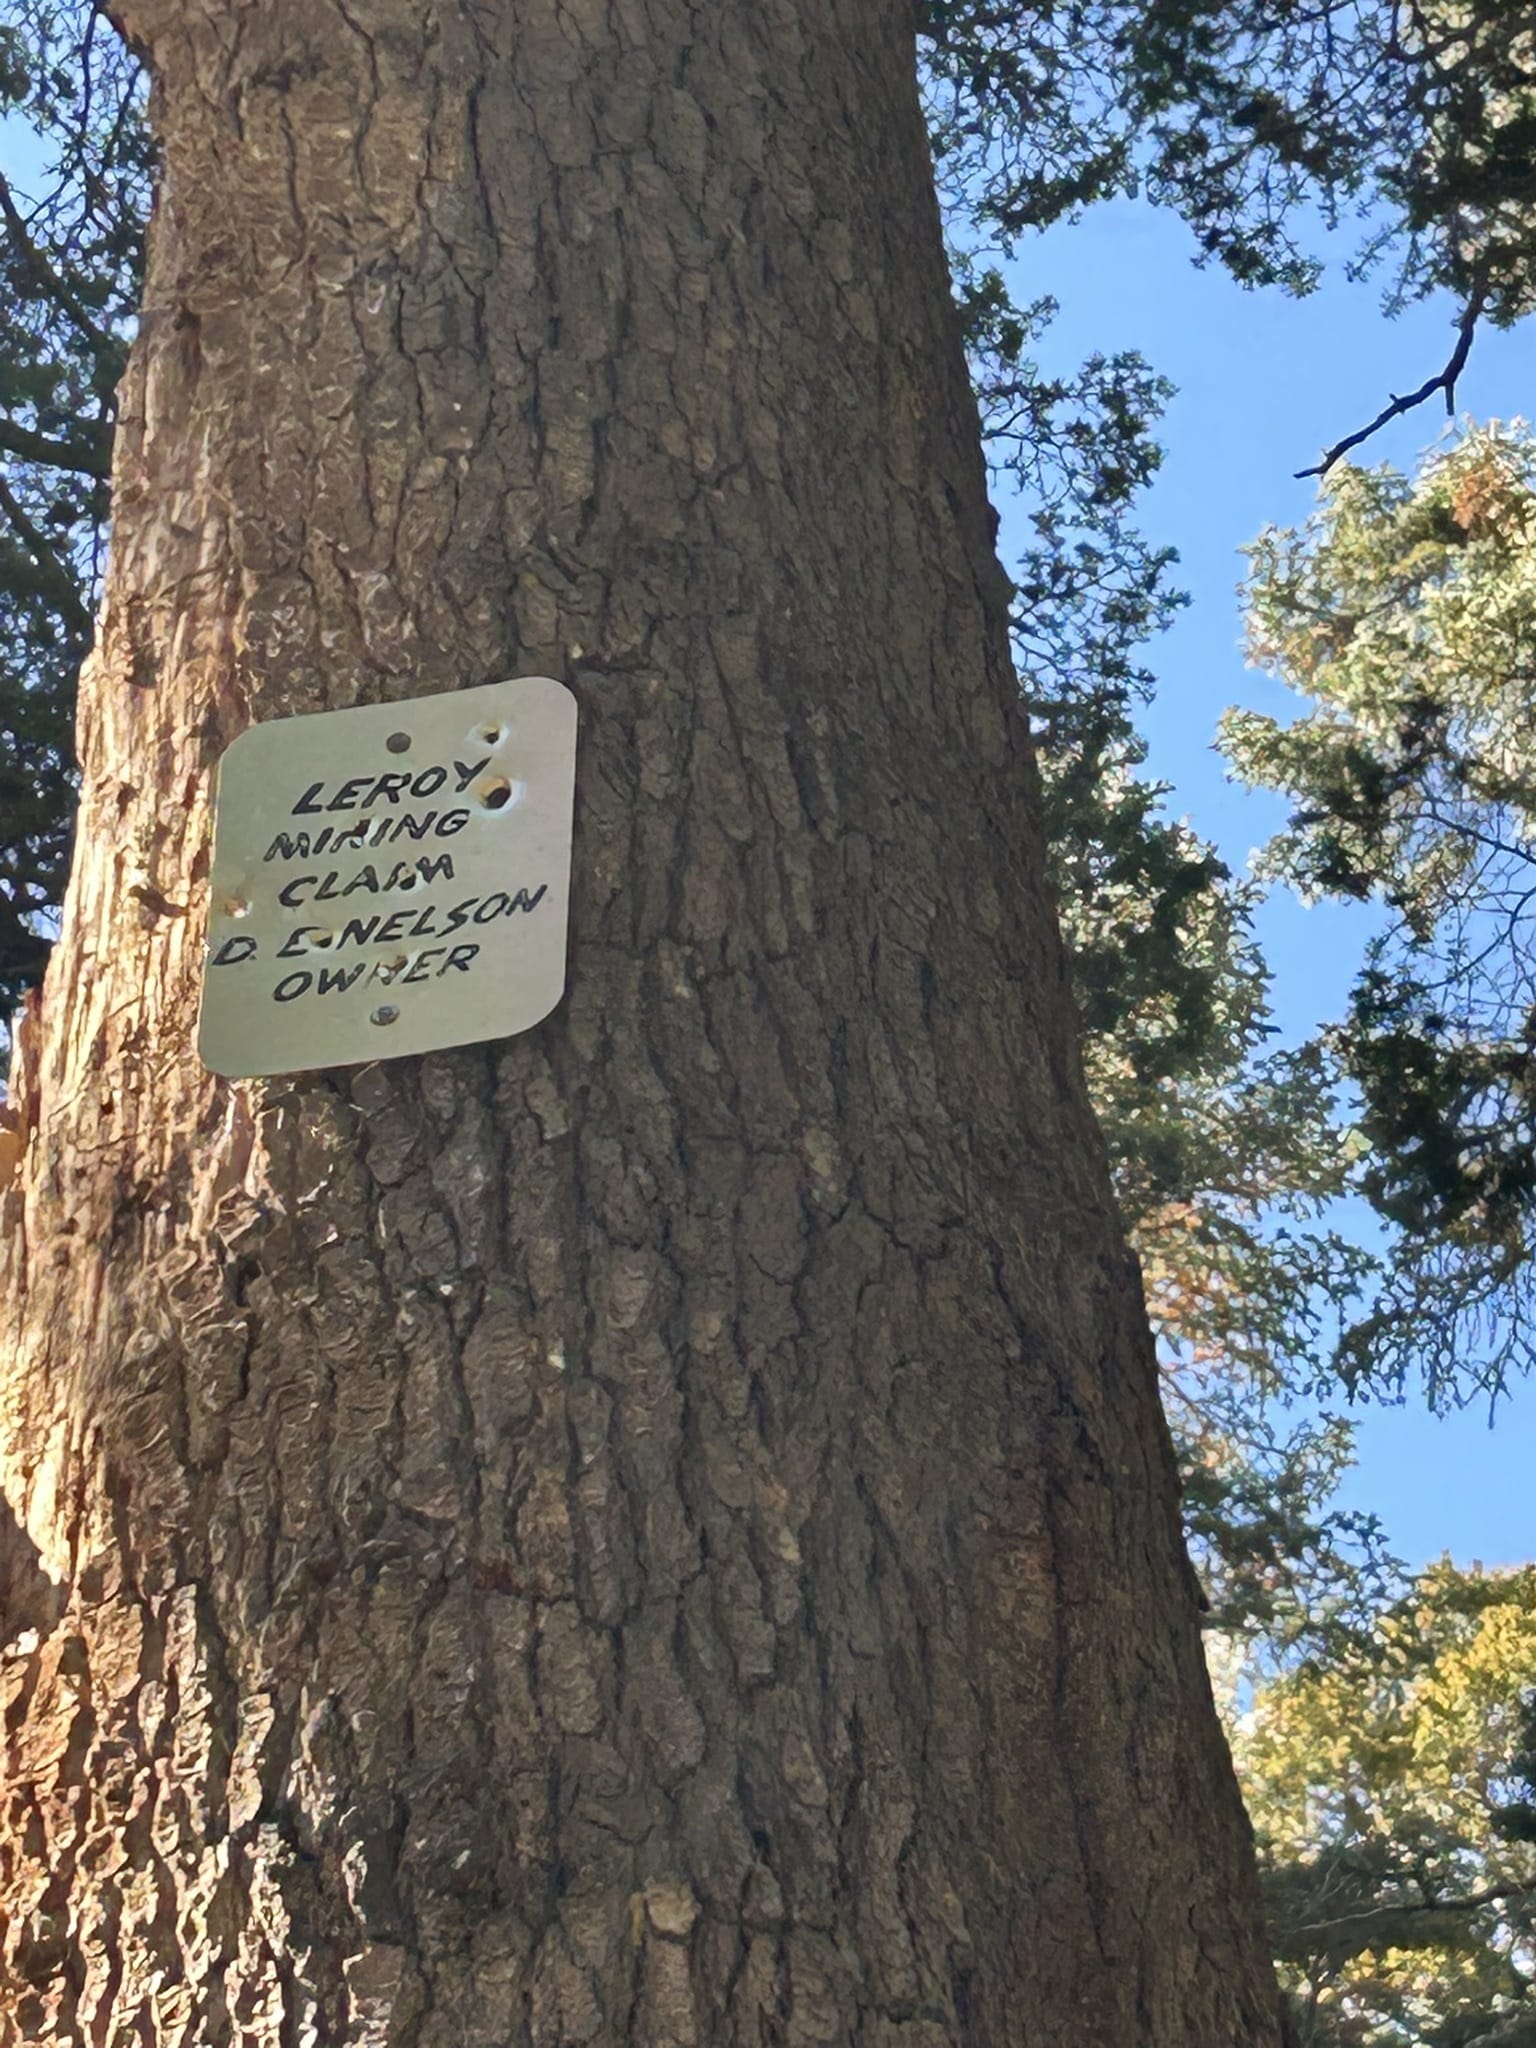 LEROY
MINING
CLAIM
D. E. NELSON
OWNER